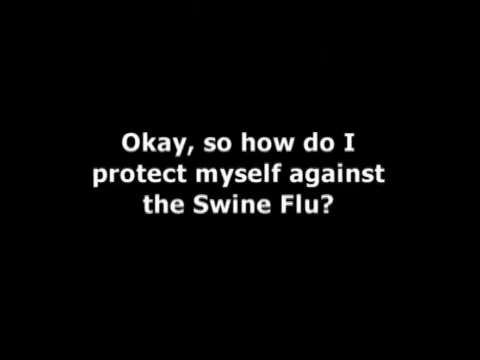 Okay, so how do I
protect myself against
the Swine Flu?